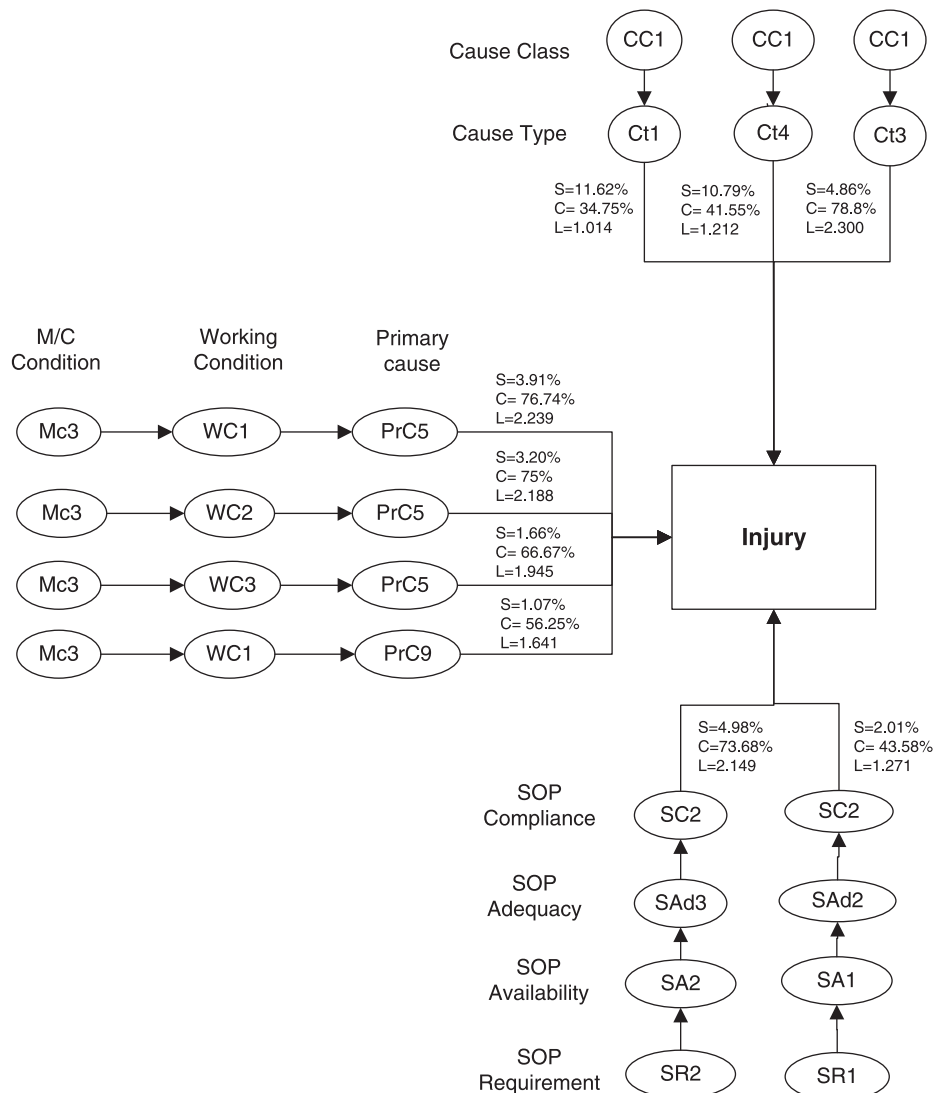 Cause Class
CC1
CC1
CC1
Cause Type
Ct1
Ct4
Ct3
S=11.62%
C= 34.75%
L=1.014
S=10.79%
C= 41.55%
L=1.212
S=4.86%
C= 78.8%
L=2.300
M/C
Condition
Working
Condition
Primary
cause
Mc3
WC1
PrC5
S=3.91%
C= 76.74%
L=2.239
Mc3
WC2
PrC5
S=3.20%
C= 75%
L=2.188
Mc3
WC3
PrC5
S=1.66%
C= 66.67%
L=1.945
Mc3
WC1
PrC9
S=1.07%
C= 56.25%
L=1.641
Injury
S=4.98%
C=73.68%
L=2.149
S=2.01%
C= 43.58%
L=1.271
SOP
Compliance
SC2
SC2
SOP
Adequacy
SAd3
SAd2
SOP
Availability
SA2
SA1
SOP
Requirement
SR2
SR1